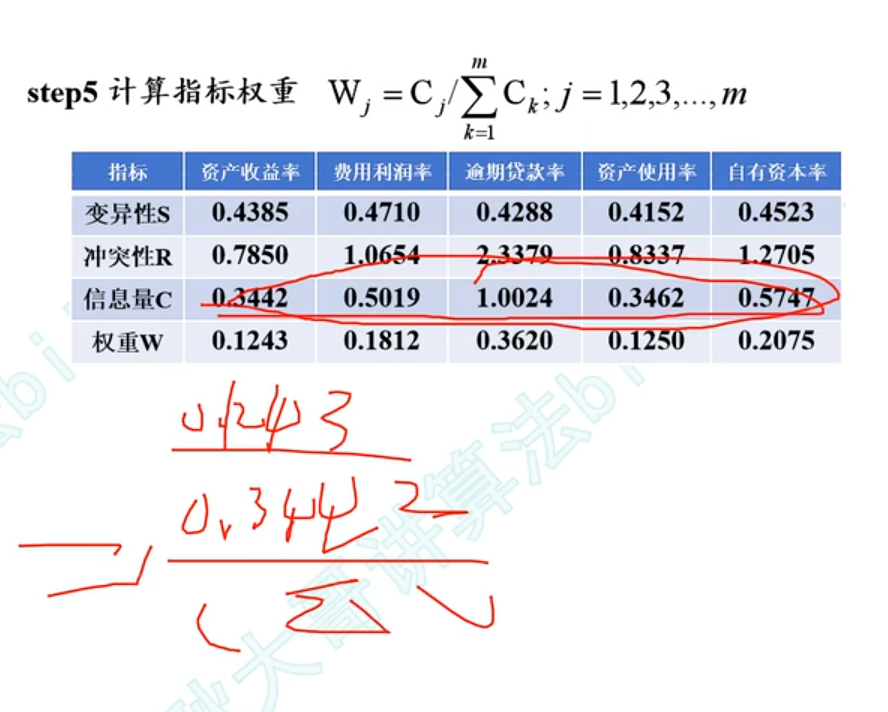 step5 计算指标权重 W_j = C_j/∑_{k=1}^{m} C_k; j = 1,2,3,...,m
指标 资产收益率 费用利润率 逾期贷款率 资产使用率 自有资本率
变异性S 0.4385 0.4710 0.4288 0.4152 0.4523
冲突性R 0.7850 1.0654 2.3379 0.8337 1.2705
信息量C 0.3442 0.5019 1.0024 0.3462 0.5747
权重W 0.1243 0.1812 0.3620 0.1250 0.2075
0.1243
0.3442
= 
(∑)
讲算法bi
大哥